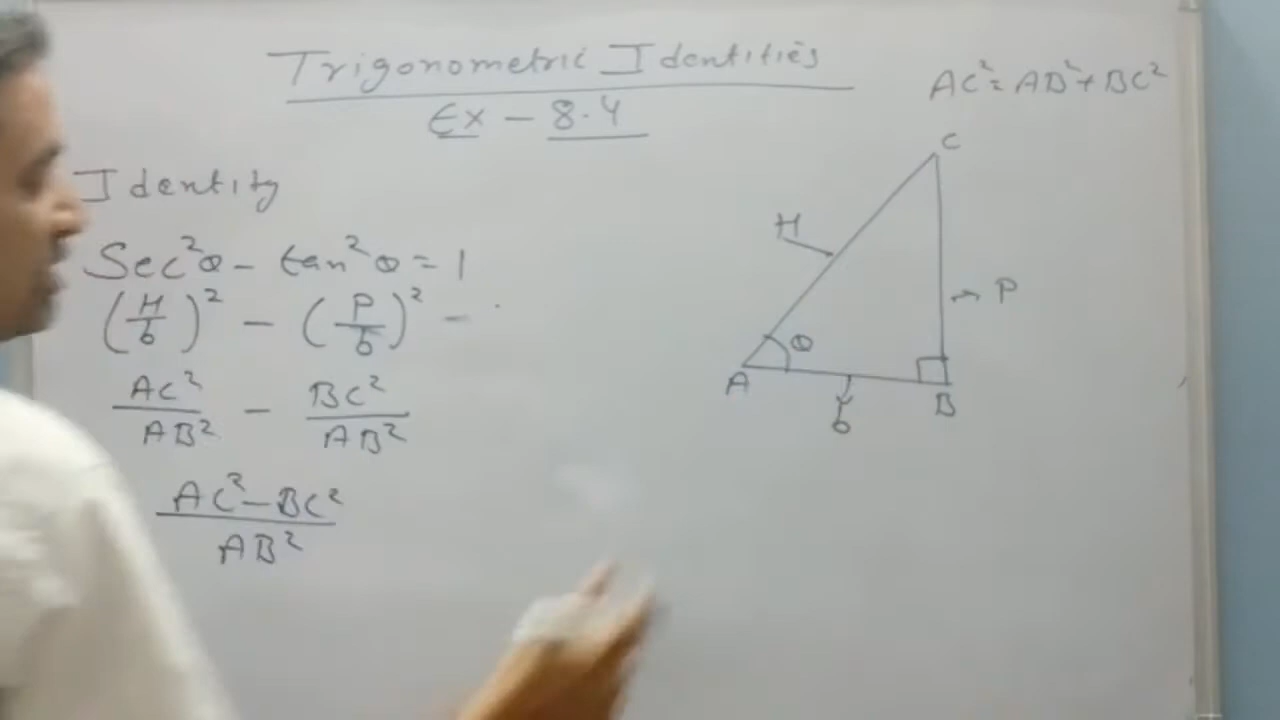 Trigonometric Identities
Ex - 8.4
AC² = AB² + BC²
Identity
Sec²θ - tan²θ = 1
(H/b)² - (P/b)² -
AC²/AB² - BC²/AB²
AC² - BC²/AB²
C
H
P
θ
A
b
B